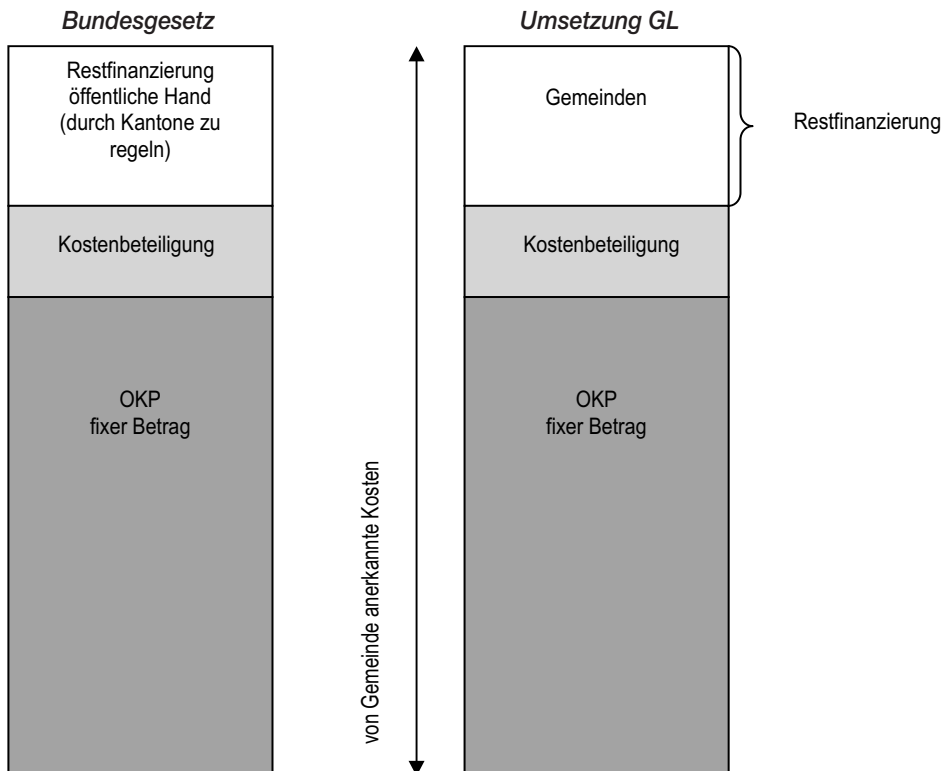 Bundesgesetz
Restfinanzierung
öffentliche Hand
(durch Kantone zu
regeln)
Kostenbeteiligung
OKP
fixer Betrag
von Gemeinde anerkannte Kosten
Umsetzung GL
Gemeinden
Restfinanzierung
Kostenbeteiligung
OKP
fixer Betrag